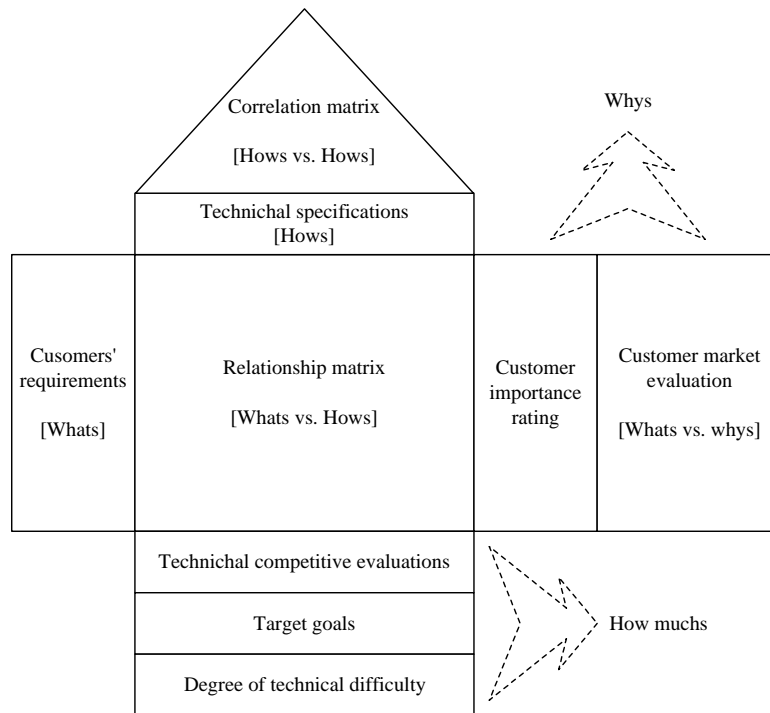 Correlation matrix
[Hows vs. Hows]
Whys
Technichal specifications
[Hows]
Cusomers'
requirements
[Whats]
Relationship matrix
[Whats vs. Hows]
Customer
importance
rating
Customer market
evaluation
[Whats vs. whys]
Technichal competitive evaluations
Target goals
How muchs
Degree of technical difficulty